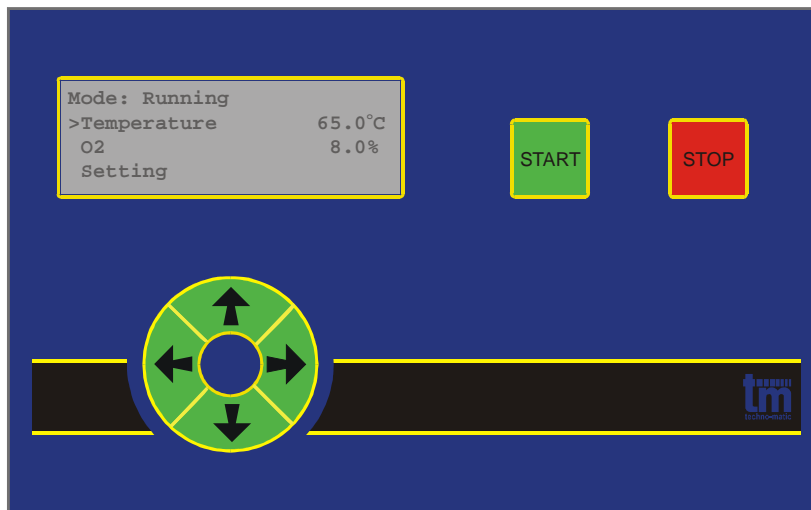 Mode: Running
>Temperature 65.0°C
O2 8.0%
Setting
START
STOP
tm
techno-matic